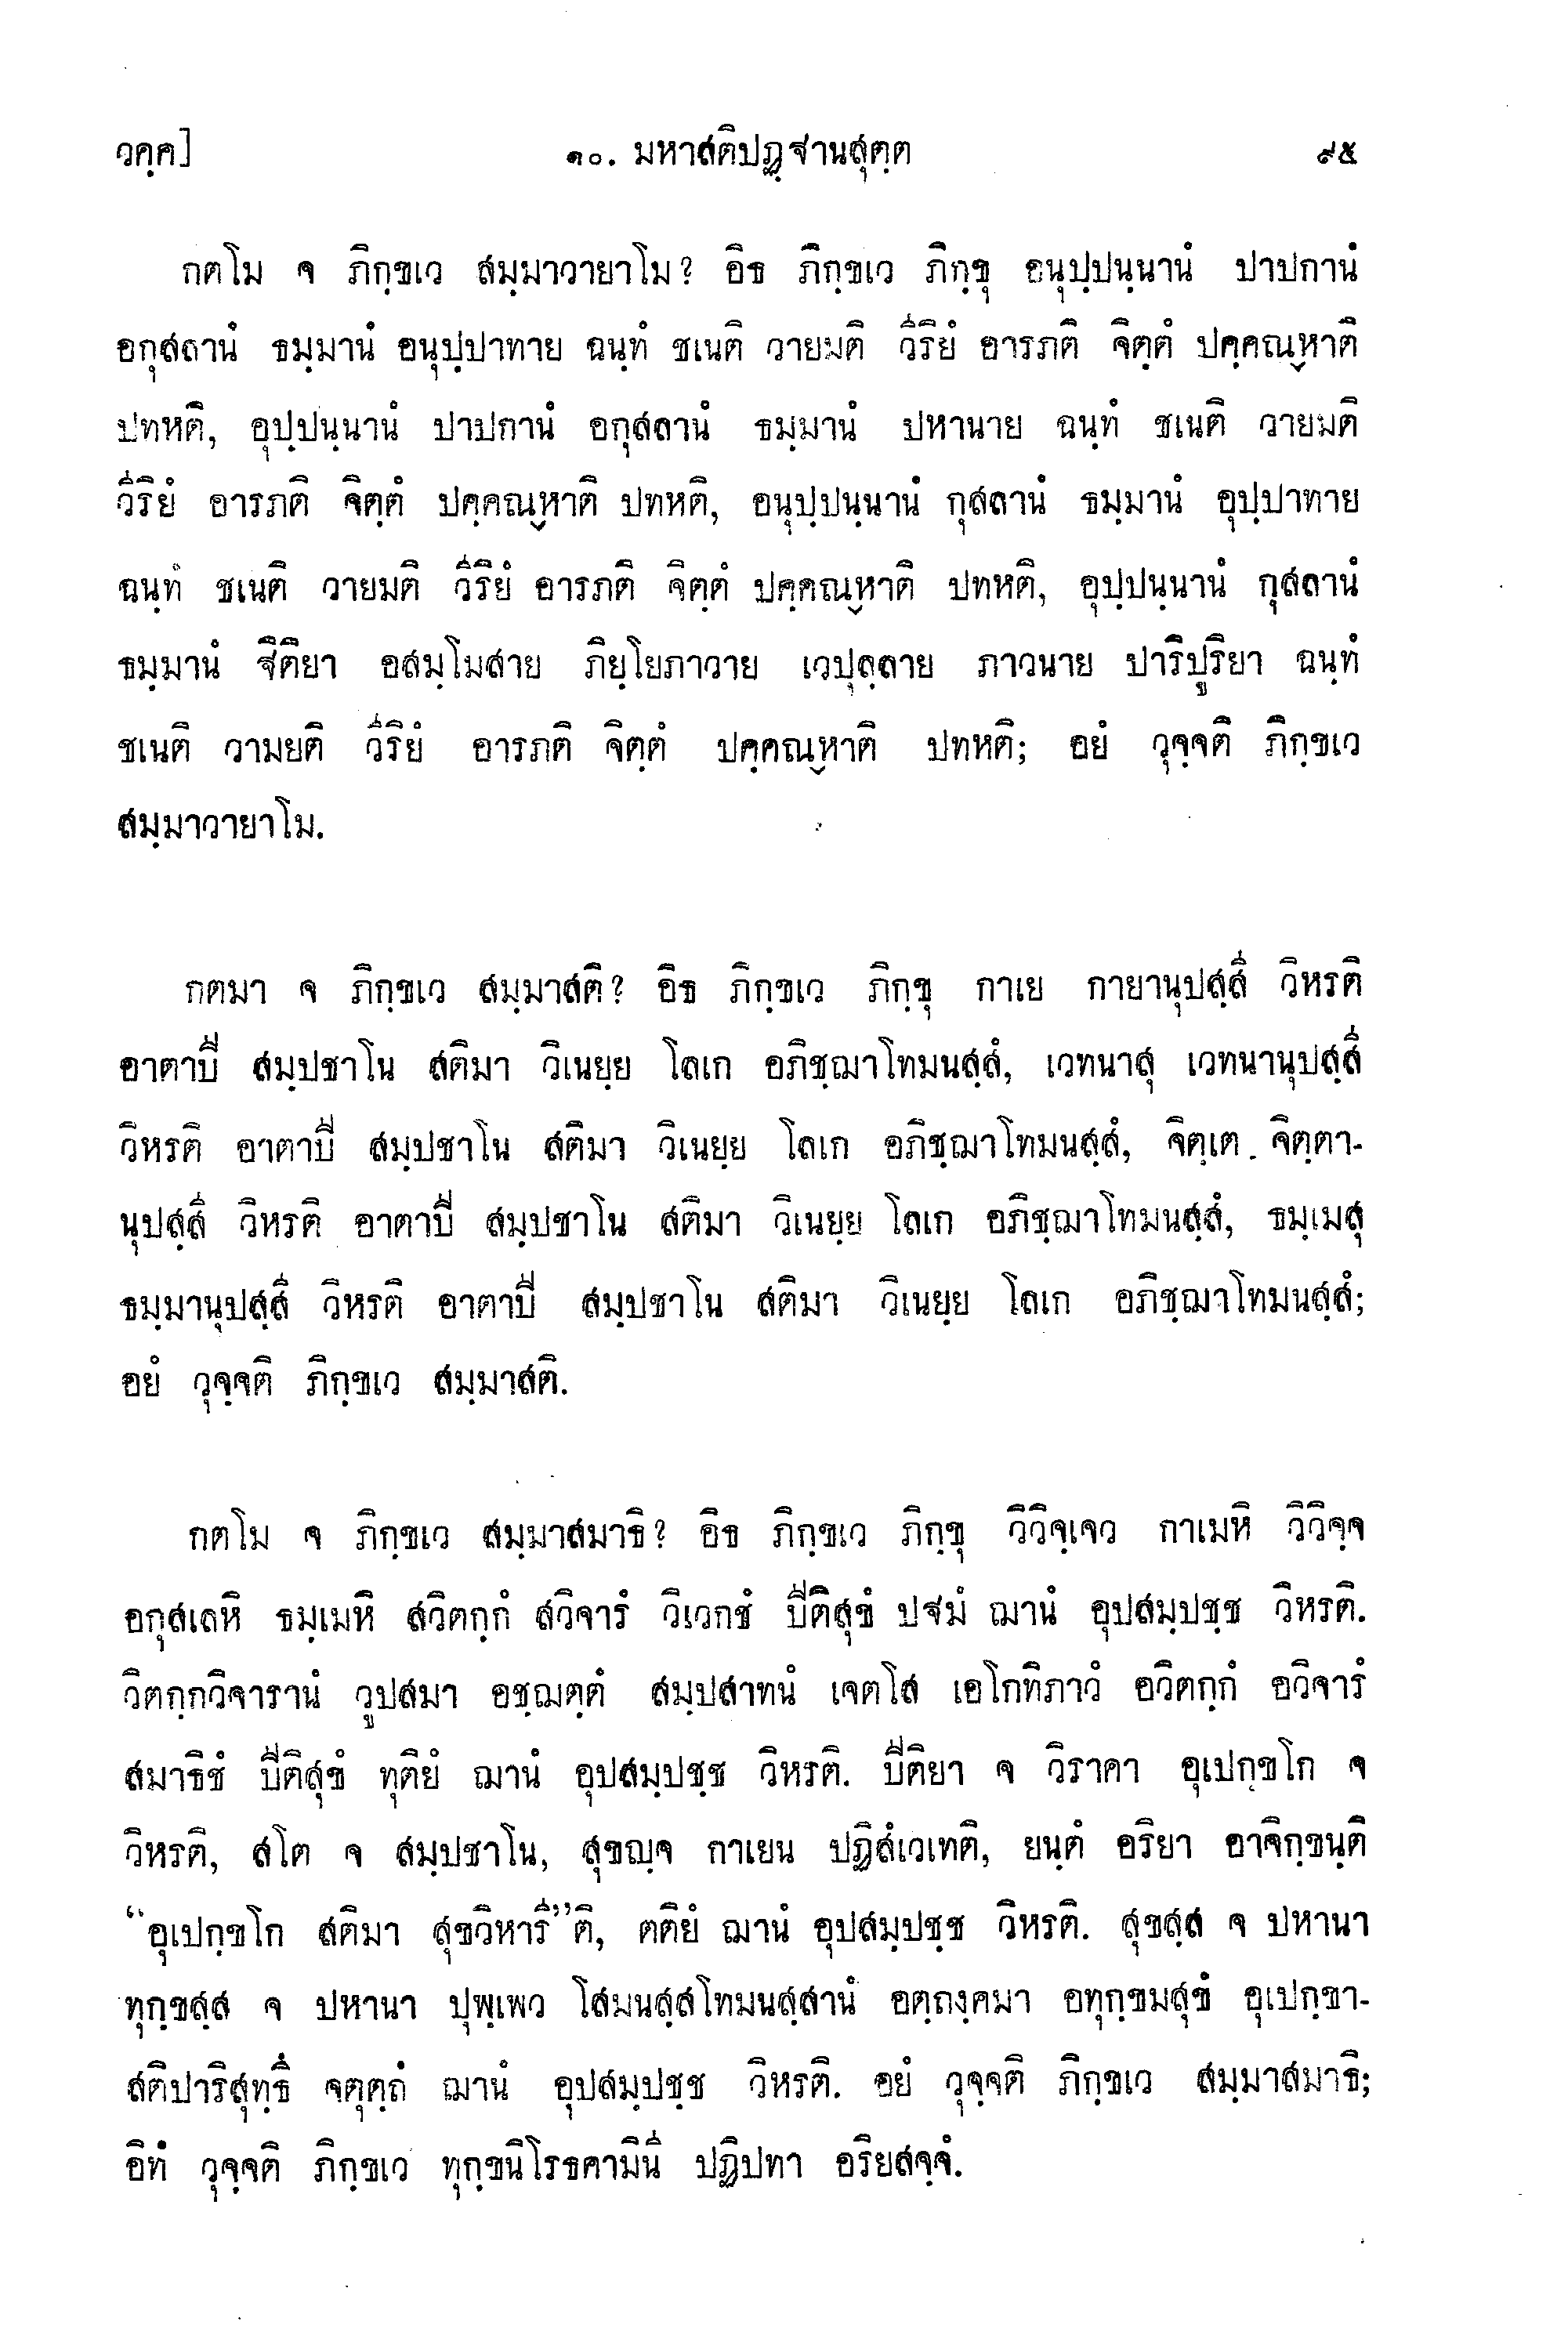 วคฺค] ๑๐. มหาสติปฏฺฐานสุตฺต ๙๕
กตโม จ ภิกฺขเว สมฺมาวายาโม? อิธ ภิกฺขเว ภิกฺขุ อนุปฺปนฺนานํ ปาปกานํ
อกุสลานํ ธมฺมานํ อนุปฺปาทาย ฉนฺทํ ชเนติ วายมติ วีริยํ อารภติ จิตฺตํ ปคฺคณฺหาติ
ปทหติ, อุปฺปนฺนานํ ปาปกานํ อกุสลานํ ธมฺมานํ ปหานาย ฉนฺทํ ชเนติ วายมติ
วีริยํ อารภติ จิตฺตํ ปคฺคณฺหาติ ปทหติ, อนุปฺปนฺนานํ กุสลานํ ธมฺมานํ อุปฺปาทาย
ฉนฺทํ ชเนติ วายมติ วีริยํ อารภติ จิตฺตํ ปคฺคณฺหาติ ปทหติ, อุปฺปนฺนานํ กุสลานํ
ธมฺมานํ ฐิติยา อสมฺโมสาย ภิยฺโยภาวาย เวปุลฺลาย ภาวนาย ปาริปูริยา ฉนฺทํ
ชเนติ วามยติ วีริยํ อารภติ จิตฺตํ ปคฺคณฺหาติ ปทหติ; อยํ วุจฺจติ ภิกฺขเว
สมฺมาวายาโม.
กตมา จ ภิกฺขเว สมฺมาสติ? อิธ ภิกฺขเว ภิกฺขุ กาเย กายานุปสฺสี วิหรติ
อาตาปี สมฺปชาโน สติมา วิเนยฺย โลเก อภิชฺฌาโทมนสฺสํ, เวทนาสุ เวทนานุปสฺสี
วิหรติ อาตาปี สมฺปชาโน สติมา วิเนยฺย โลเก อภิชฺฌาโทมนสฺสํ, จิตฺเต จิตฺตา-
นุปสฺสี วิหรติ อาตาปี สมฺปชาโน สติมา วิเนยฺย โลเก อภิชฺฌาโทมนสฺสํ, ธมฺเมสุ
ธมฺมานุปสฺสี วิหรติ อาตาปี สมฺปชาโน สติมา วิเนยฺย โลเก อภิชฺฌาโทมนสฺสํ;
อยํ วุจฺจติ ภิกฺขเว สมฺมาสติ.
กตโม จ ภิกฺขเว สมฺมาสมาธิ? อิธ ภิกฺขเว ภิกฺขุ วิวิจฺเจว กาเมหิ วิวิจฺจ
อกุสเลหิ ธมฺเมหิ สวิตกฺกํ สวิจารํ วิเวกชํ ปีติสุขํ ปฐมํ ฌานํ อุปสมฺปชฺช วิหรติ.
วิตกฺกวิจารานํ วูปสมา อชฺฌตฺตํ สมฺปสาทนํ เจตโส เอโกทิภาวํ อวิตกฺกํ อวิจารํ
สมาธิชํ ปีติสุขํ ทุติยํ ฌานํ อุปสมฺปชฺช วิหรติ. ปีติยา จ วิราคา อุเปกฺขโก จ
วิหรติ, สโต จ สมฺปชาโน, สุขญฺจ กาเยน ปฏิสํเวเทติ, ยนฺตํ อริยา อาจิกฺขนฺติ
“อุเปกฺขโก สติมา สุขวิหารี”ติ, ตติยํ ฌานํ อุปสมฺปชฺช วิหรติ. สุขสฺส จ ปหานา
ทุกฺขสฺส จ ปหานา ปุพฺเพว โสมนสฺสโทมนสฺสานํ อตฺถงฺคมา อทุกฺขมสุขํ อุเปกฺขา-
สติปาริสุทฺธึ จตุตฺถํ ฌานํ อุปสมฺปชฺช วิหรติ. อยํ วุจฺจติ ภิกฺขเว สมฺมาสมาธิ;
อิทํ วุจฺจติ ภิกฺขเว ทุกฺขนิโรธคามินี ปฏิปทา อริยสจฺจํ.